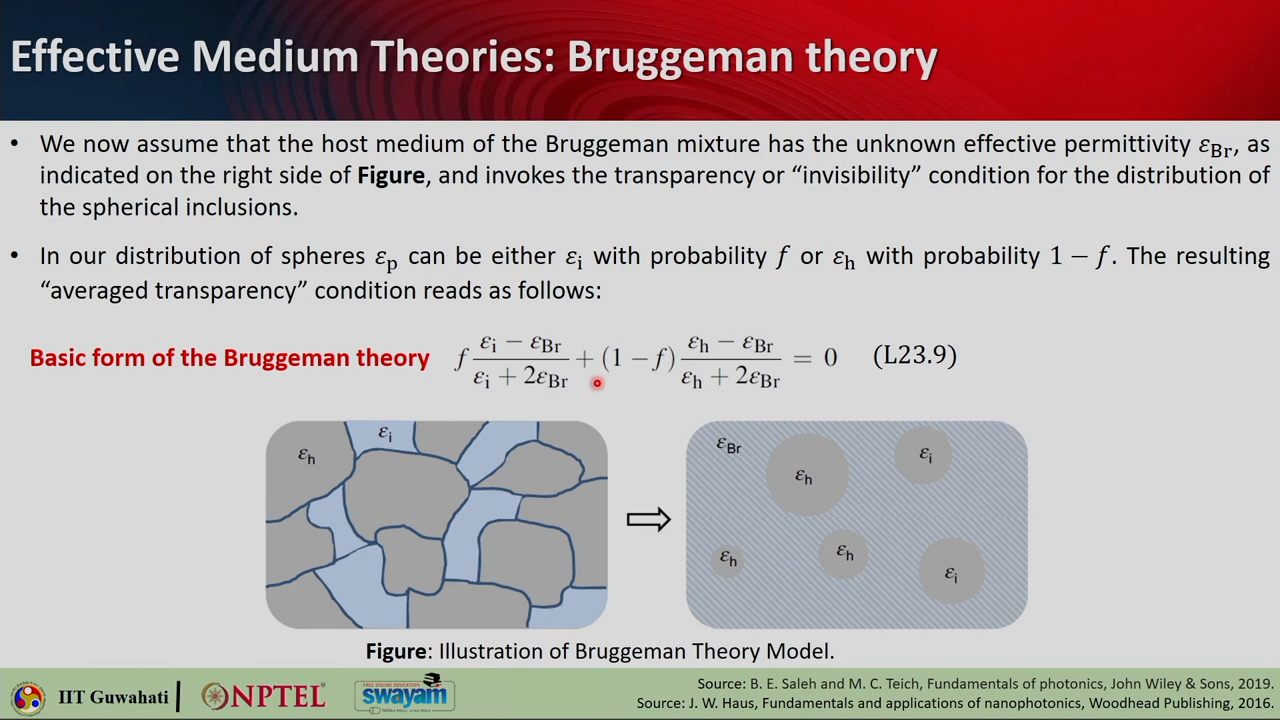 Effective Medium Theories: Bruggeman theory
• We now assume that the host medium of the Bruggeman mixture has the unknown effective permittivity ε_Br, as
indicated on the right side of Figure, and invokes the transparency or “invisibility” condition for the distribution of
the spherical inclusions.
• In our distribution of spheres ε_p can be either ε_i with probability f or ε_h with probability 1 − f. The resulting
“averaged transparency” condition reads as follows:
Basic form of the Bruggeman theory f (ε_i − ε_Br)/(ε_i + 2ε_Br) + (1 − f) (ε_h − ε_Br)/(ε_h + 2ε_Br) = 0 (L23.9)
ε_h ε_i
ε_Br ε_h ε_i
ε_h ε_h ε_i
Figure: Illustration of Bruggeman Theory Model.
IIT Guwahati NPTEL FREE ONLINE EDUCATION swayam
Source: B. E. Saleh and M. C. Teich, Fundamentals of photonics, John Wiley & Sons, 2019.
Source: J. W. Haus, Fundamentals and applications of nanophotonics, Woodhead Publishing, 2016.